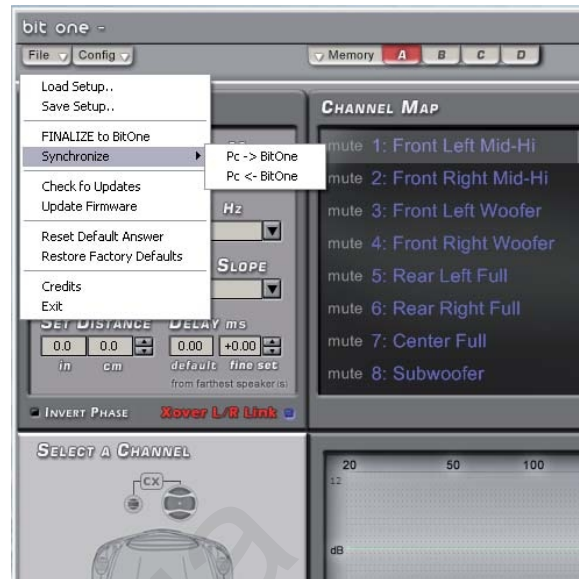 bit one -
File Config Memory A B C D
Load Setup..
Save Setup..
FINALIZE to BitOne
Synchronize
Pc -> BitOne
Pc <- BitOne
Check fo Updates
Update Firmware
Reset Default Answer
Restore Factory Defaults
Credits
Exit
Hz
SLOPE
SET DISTANCE DELAY ms
0.0 0.0 0.00 +0.00
in cm default fine set
from farthest speaker(s)
INVERT PHASE Xover L/R Link
CHANNEL MAP
mute 1: Front Left Mid-Hi
mute 2: Front Right Mid-Hi
mute 3: Front Left Woofer
mute 4: Front Right Woofer
mute 5: Rear Left Full
mute 6: Rear Right Full
mute 7: Center Full
mute 8: Subwoofer
SELECT A CHANNEL
CX
20 50 100
12
dB